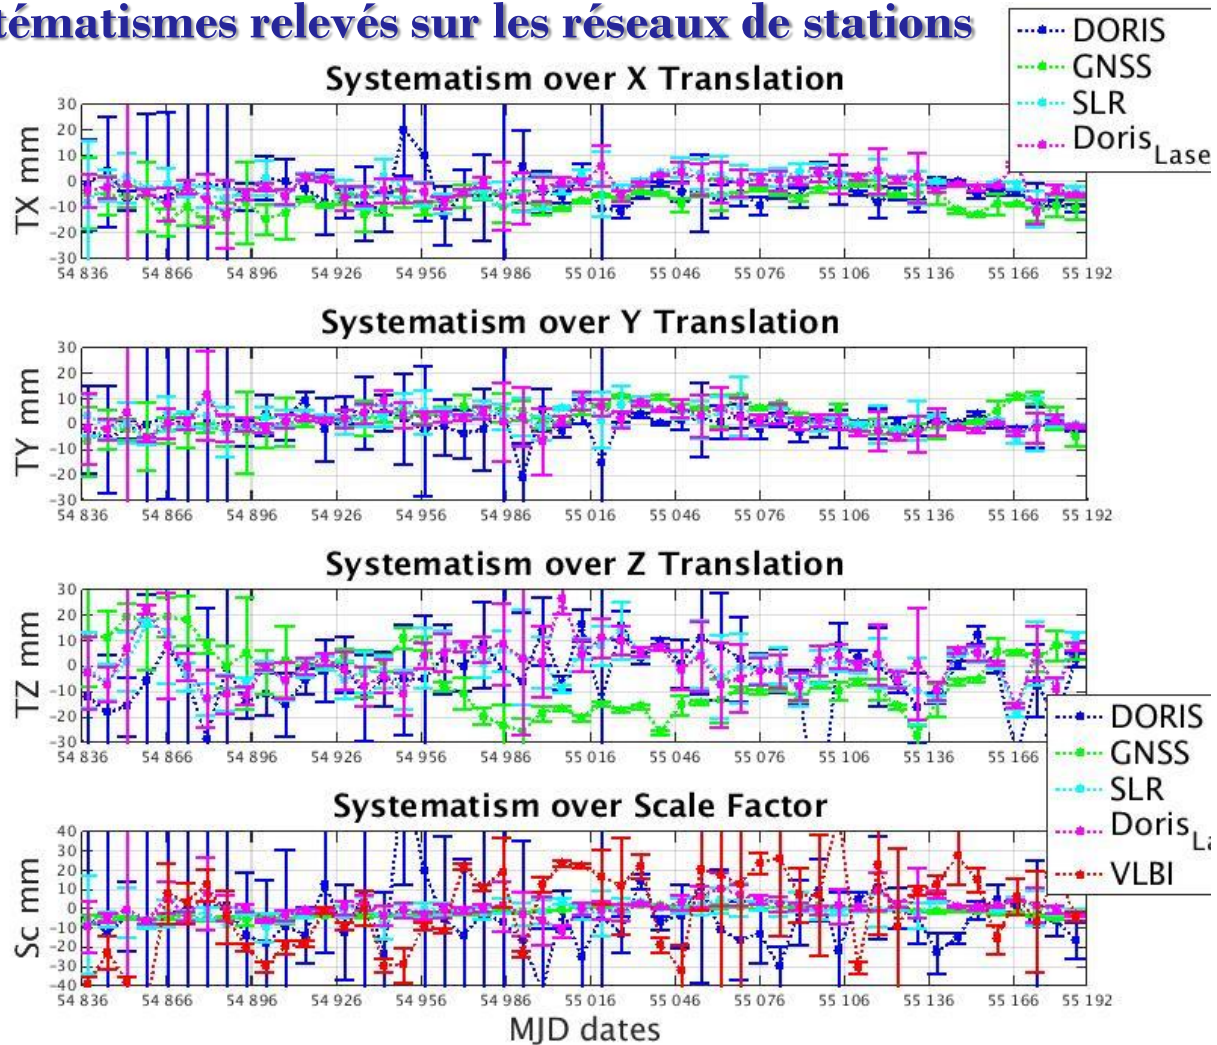 tématismes relevés sur les réseaux de stations
DORIS
GNSS
SLR
Doris Lase
Systematism over X Translation
TX mm
30
20
10
0
-10
-20
-30
54 836 54 866 54 896 54 926 54 956 54 986 55 016 55 046 55 076 55 106 55 136 55 166 55 192
Systematism over Y Translation
TY mm
30
20
10
0
-10
-20
-30
54 836 54 866 54 896 54 926 54 956 54 986 55 016 55 046 55 076 55 106 55 136 55 166 55 192
Systematism over Z Translation
TZ mm
30
20
10
0
-10
-20
-30
54 836 54 866 54 896 54 926 54 956 54 986 55 016 55 046 55 076 55 106 55 136 55 166
DORIS
GNSS
SLR
Doris La
VLBI
Systematism over Scale Factor
Sc mm
40
30
20
10
0
-10
-20
-30
-40
54 836 54 866 54 896 54 926 54 956 54 986 55 016 55 046 55 076 55 106 55 136 55 166 55 192
MJD dates